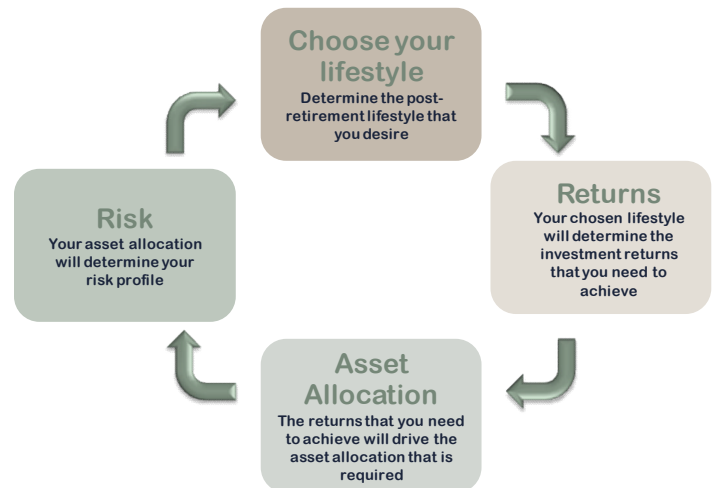 Choose your
lifestyle
Determine the post-
retirement lifestyle that
you desire
Returns
Your chosen lifestyle
will determine the
investment returns
that you need to
achieve
Asset
Allocation
The returns that you need
to achieve will drive the
asset allocation that is
required
Risk
Your asset allocation
will determine your
risk profile